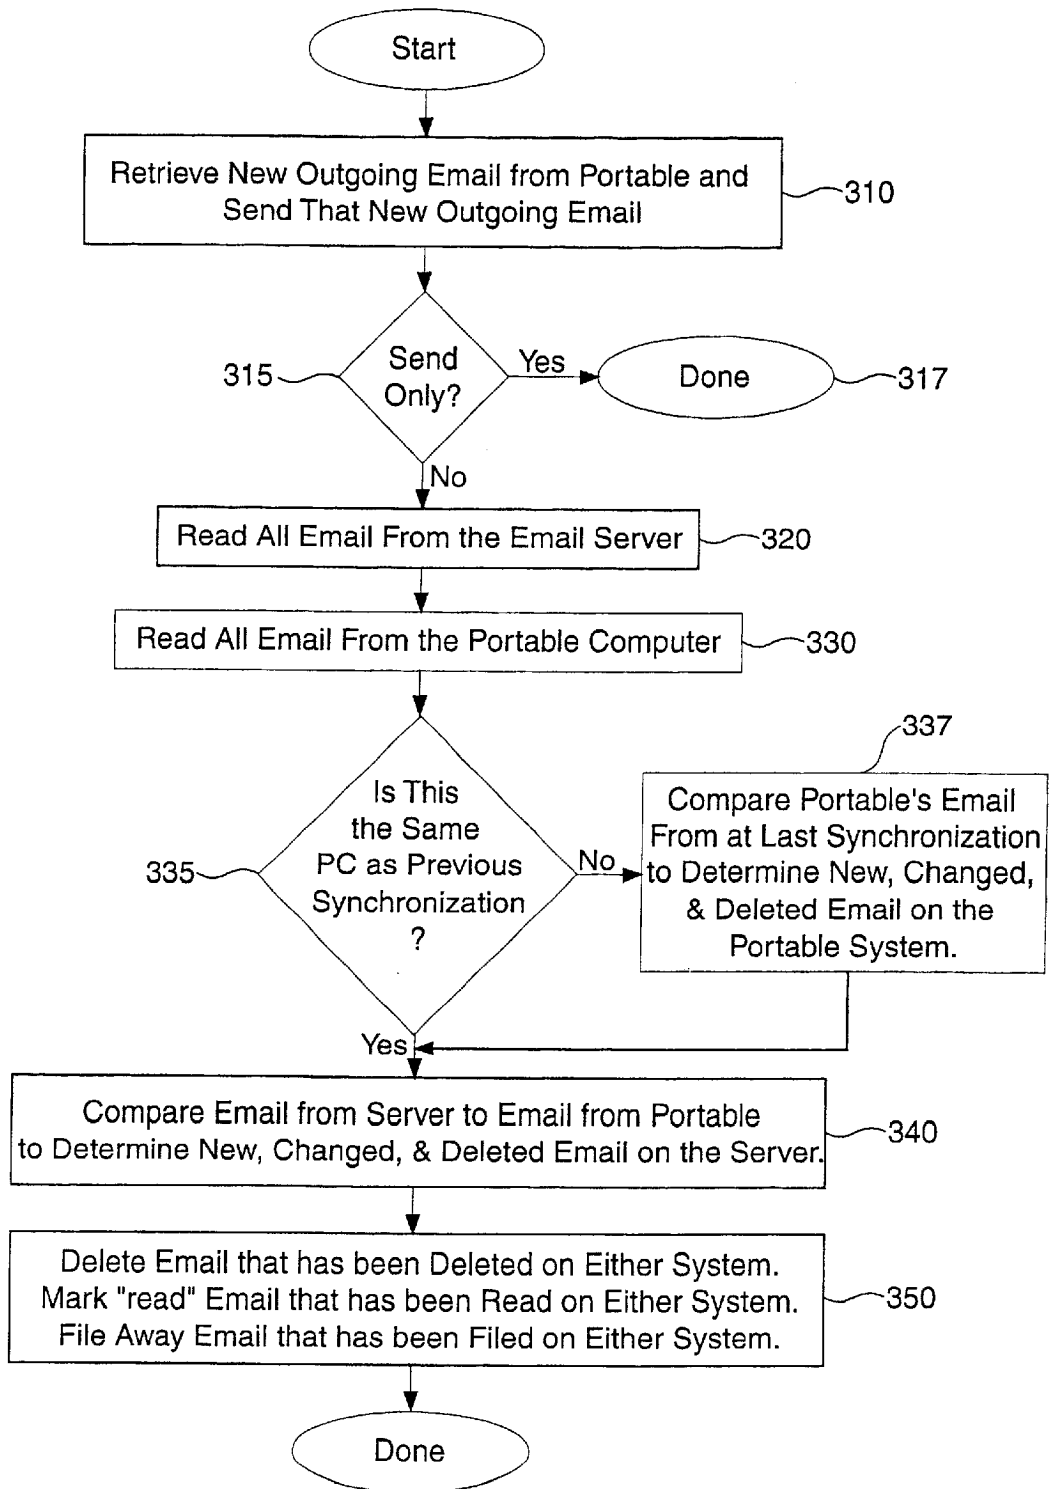 Start
Retrieve New Outgoing Email from Portable and
Send That New Outgoing Email
310
Send
Only?
315
Yes
Done
317
No
Read All Email From the Email Server
320
Read All Email From the Portable Computer
330
Is This
the Same
PC as Previous
Synchronization
?
335
No
337
Compare Portable's Email
From at Last Synchronization
to Determine New, Changed,
& Deleted Email on the
Portable System.
Yes
Compare Email from Server to Email from Portable
to Determine New, Changed, & Deleted Email on the Server.
340
Delete Email that has been Deleted on Either System.
Mark "read" Email that has been Read on Either System.
File Away Email that has been Filed on Either System.
350
Done